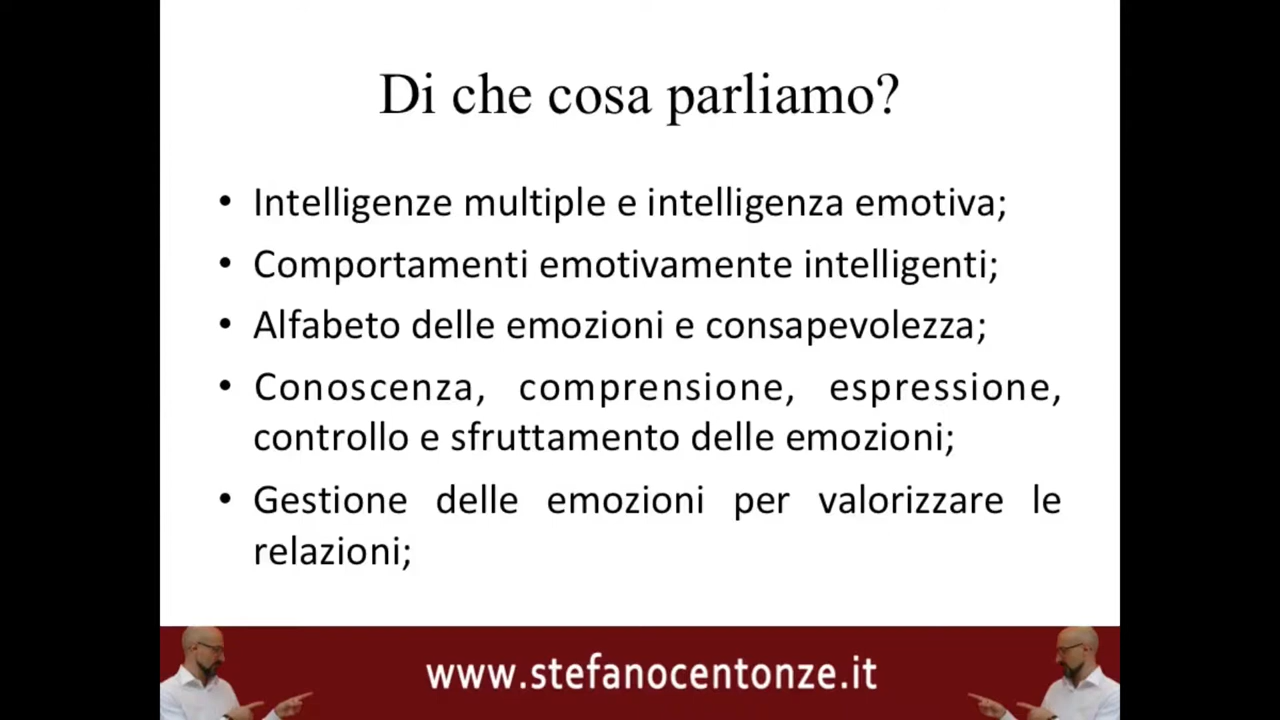 Di che cosa parliamo?
• Intelligenze multiple e intelligenza emotiva;
• Comportamenti emotivamente intelligenti;
• Alfabeto delle emozioni e consapevolezza;
• Conoscenza, comprensione, espressione,
controllo e sfruttamento delle emozioni;
• Gestione delle emozioni per valorizzare le
relazioni;
www.stefanocentonze.it